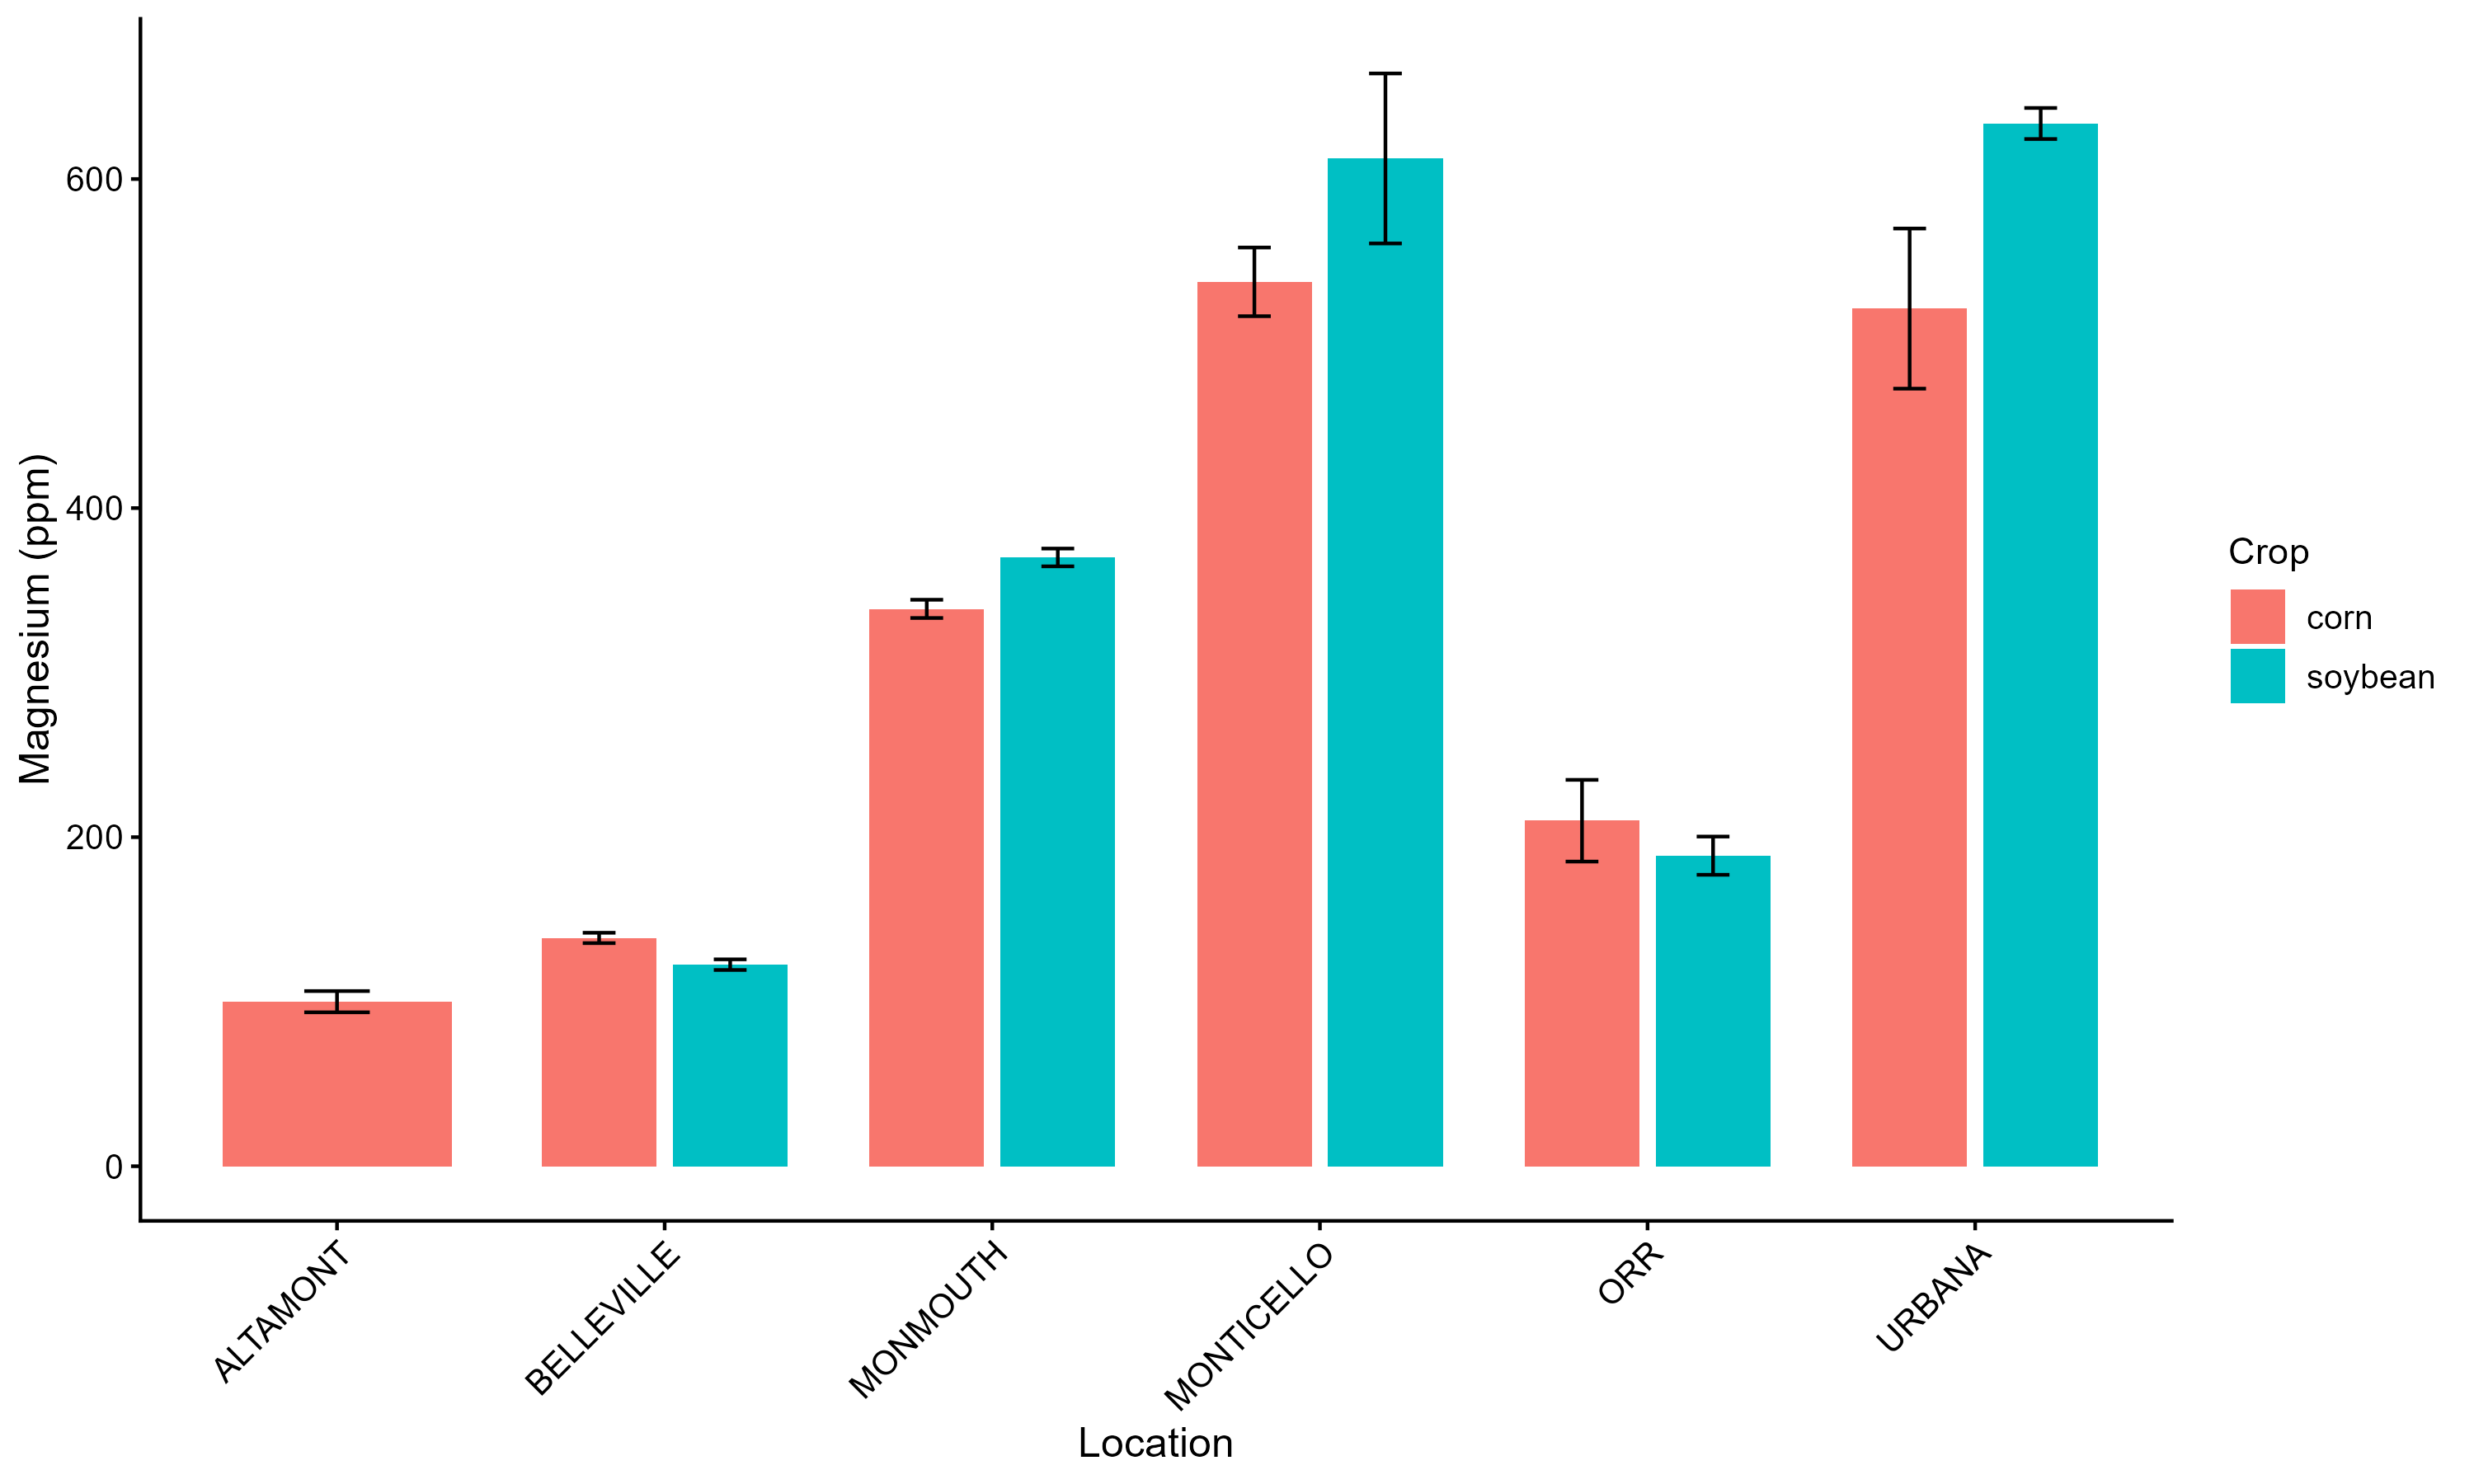 Magnesium (ppm)
600
400
200
0
ALTAMONT
BELLEVILLE
MONMOUTH
MONTICELLO
ORR
URBANA
Location
Crop
corn
soybean